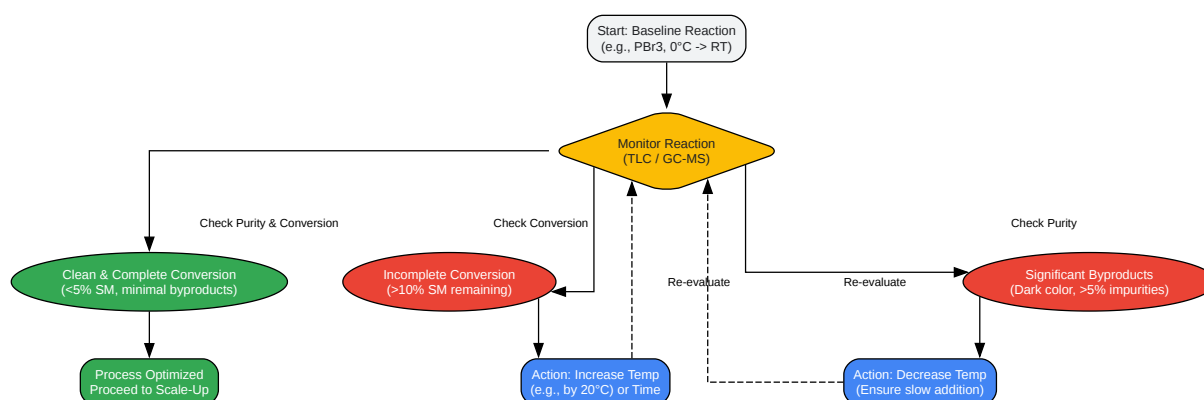 Start: Baseline Reaction
(e.g., PBr3, 0°C -> RT)
Monitor Reaction
(TLC / GC-MS)
Check Purity & Conversion
Check Conversion
Check Purity
Clean & Complete Conversion
(<5% SM, minimal byproducts)
Incomplete Conversion
(>10% SM remaining)
Re-evaluate
Re-evaluate
Significant Byproducts
(Dark color, >5% impurities)
Process Optimized
Proceed to Scale-Up
Action: Increase Temp
(e.g., by 20°C) or Time
Action: Decrease Temp
(Ensure slow addition)